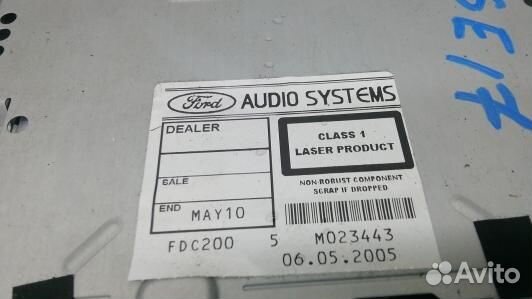 Ford AUDIO SYSTEMS
DEALER
CLASS 1
LASER PRODUCT
SALE
NON-ROBUST COMPONENT
SCRAP IF DROPPED
END MAY10
FDC200 5 M023443
06.05.2005
Avito